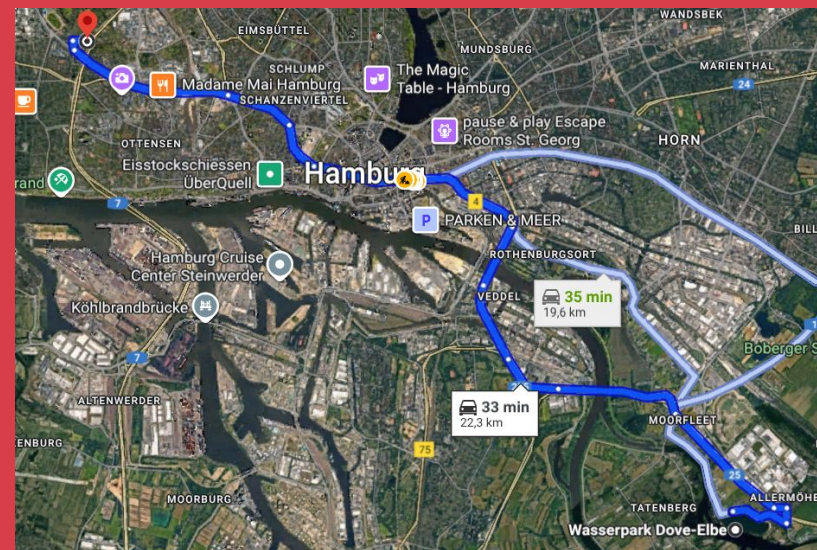 WANDSBEK
EIMSBÜTTEL
MUNDSBURG
SCHLUMP
The Magic
Table - Hamburg
MARIENTHAL
24
Madame Mai Hamburg
SCHANZENVIERTEL
pause & play Escape
Rooms St. Georg
HORN
OTTENSEN
Eisstockschiessen
ÜberQuell
Hamburg
rand
7
4
P
PARKEN & MEER
BILL
Hamburg Cruise
Center Steinwerder
ROTHENBURGSORT
VEDDEL
35 min
19,6 km
Köhlbrandbrücke
7
Boberger S
33 min
22,3 km
ALTENWERDER
MOORFLEET
KENBURG
75
25
MOORBURG
ALLERMÖHE
TATENBERG
Wasserpark Dove-Elbe